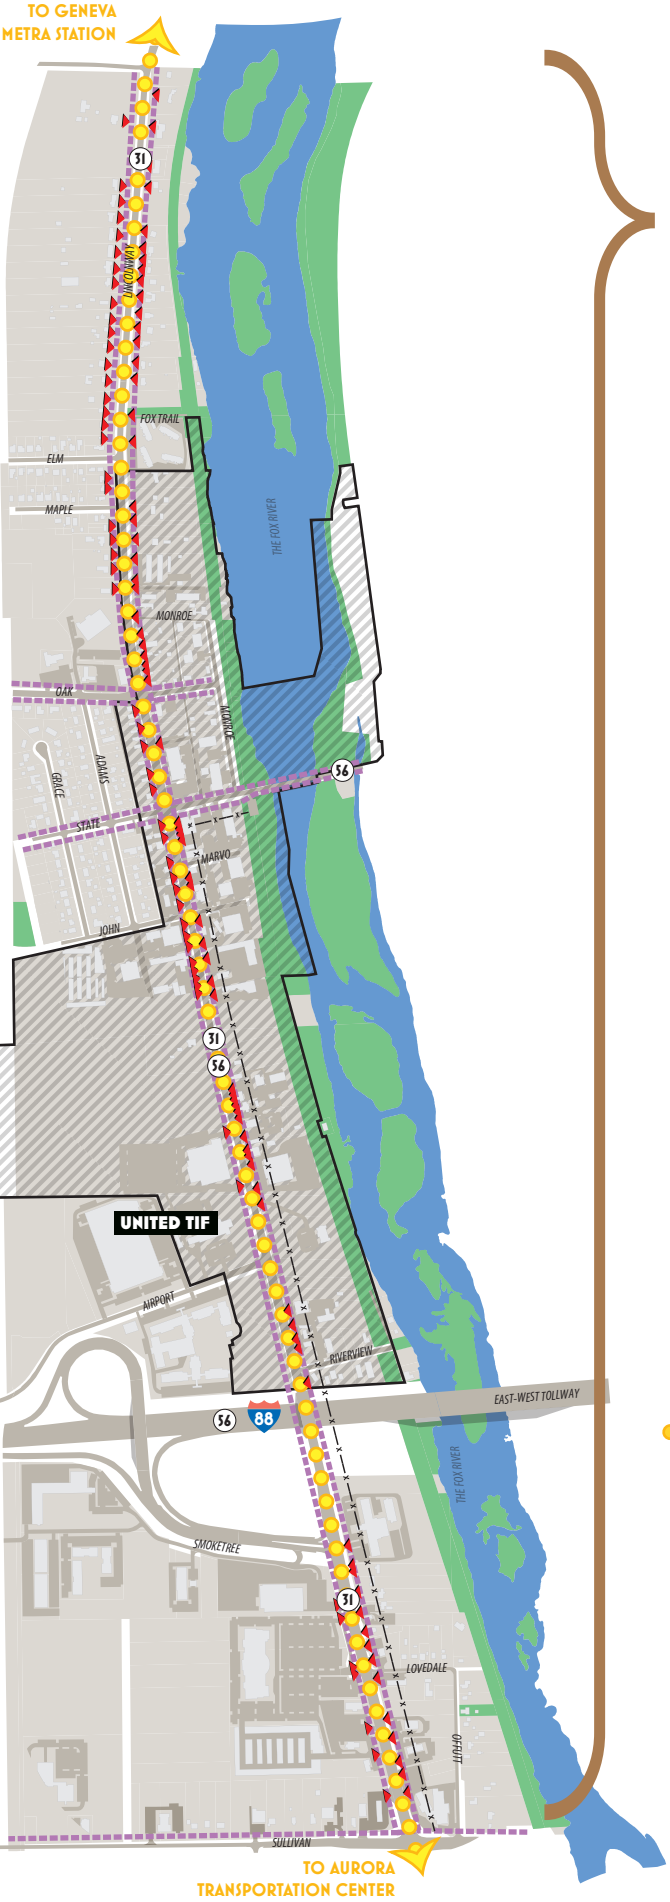 TO GENEVA
METRA STATION
31
LINCOLNWAY
FOX TRAIL
ELM
MAPLE
THE FOX RIVER
MONROE
OAK
MONROE
ADAMS
GRACE
56
STATE
MARVO
JOHN
31
56
UNITED TIF
AIRPORT
RIVERVIEW
EAST-WEST TOLLWAY
56
88
THE FOX RIVER
SMOKETREE
31
LOVEDALE
OFFUTT
SULLIVAN
TO AURORA
TRANSPORTATION CENTER